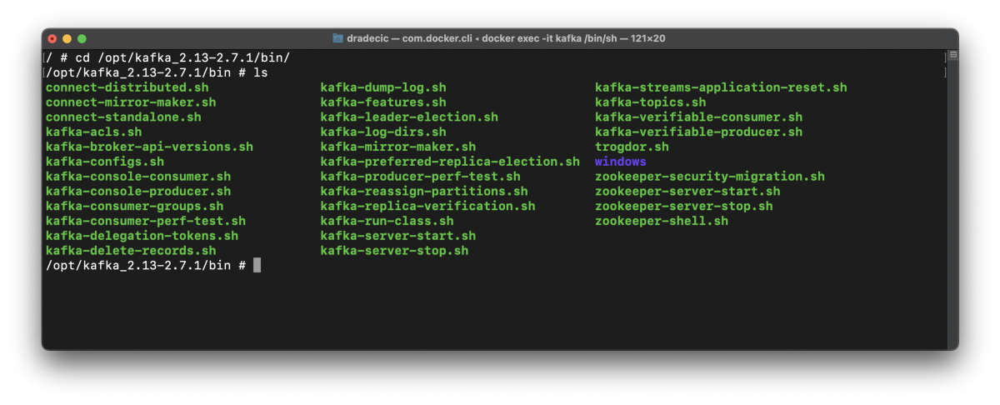 dradecic — com.docker.cli ◂ docker exec -it kafka /bin/sh — 121×20
[/ # cd /opt/kafka_2.13-2.7.1/bin/ ]
[/opt/kafka_2.13-2.7.1/bin # ls ]
connect-distributed.sh kafka-dump-log.sh kafka-streams-application-reset.sh
connect-mirror-maker.sh kafka-features.sh kafka-topics.sh
connect-standalone.sh kafka-leader-election.sh kafka-verifiable-consumer.sh
kafka-acls.sh kafka-log-dirs.sh kafka-verifiable-producer.sh
kafka-broker-api-versions.sh kafka-mirror-maker.sh trogdor.sh
kafka-configs.sh kafka-preferred-replica-election.sh windows
kafka-console-consumer.sh kafka-producer-perf-test.sh zookeeper-security-migration.sh
kafka-console-producer.sh kafka-reassign-partitions.sh zookeeper-server-start.sh
kafka-consumer-groups.sh kafka-replica-verification.sh zookeeper-server-stop.sh
kafka-consumer-perf-test.sh kafka-run-class.sh zookeeper-shell.sh
kafka-delegation-tokens.sh kafka-server-start.sh
kafka-delete-records.sh kafka-server-stop.sh
/opt/kafka_2.13-2.7.1/bin #